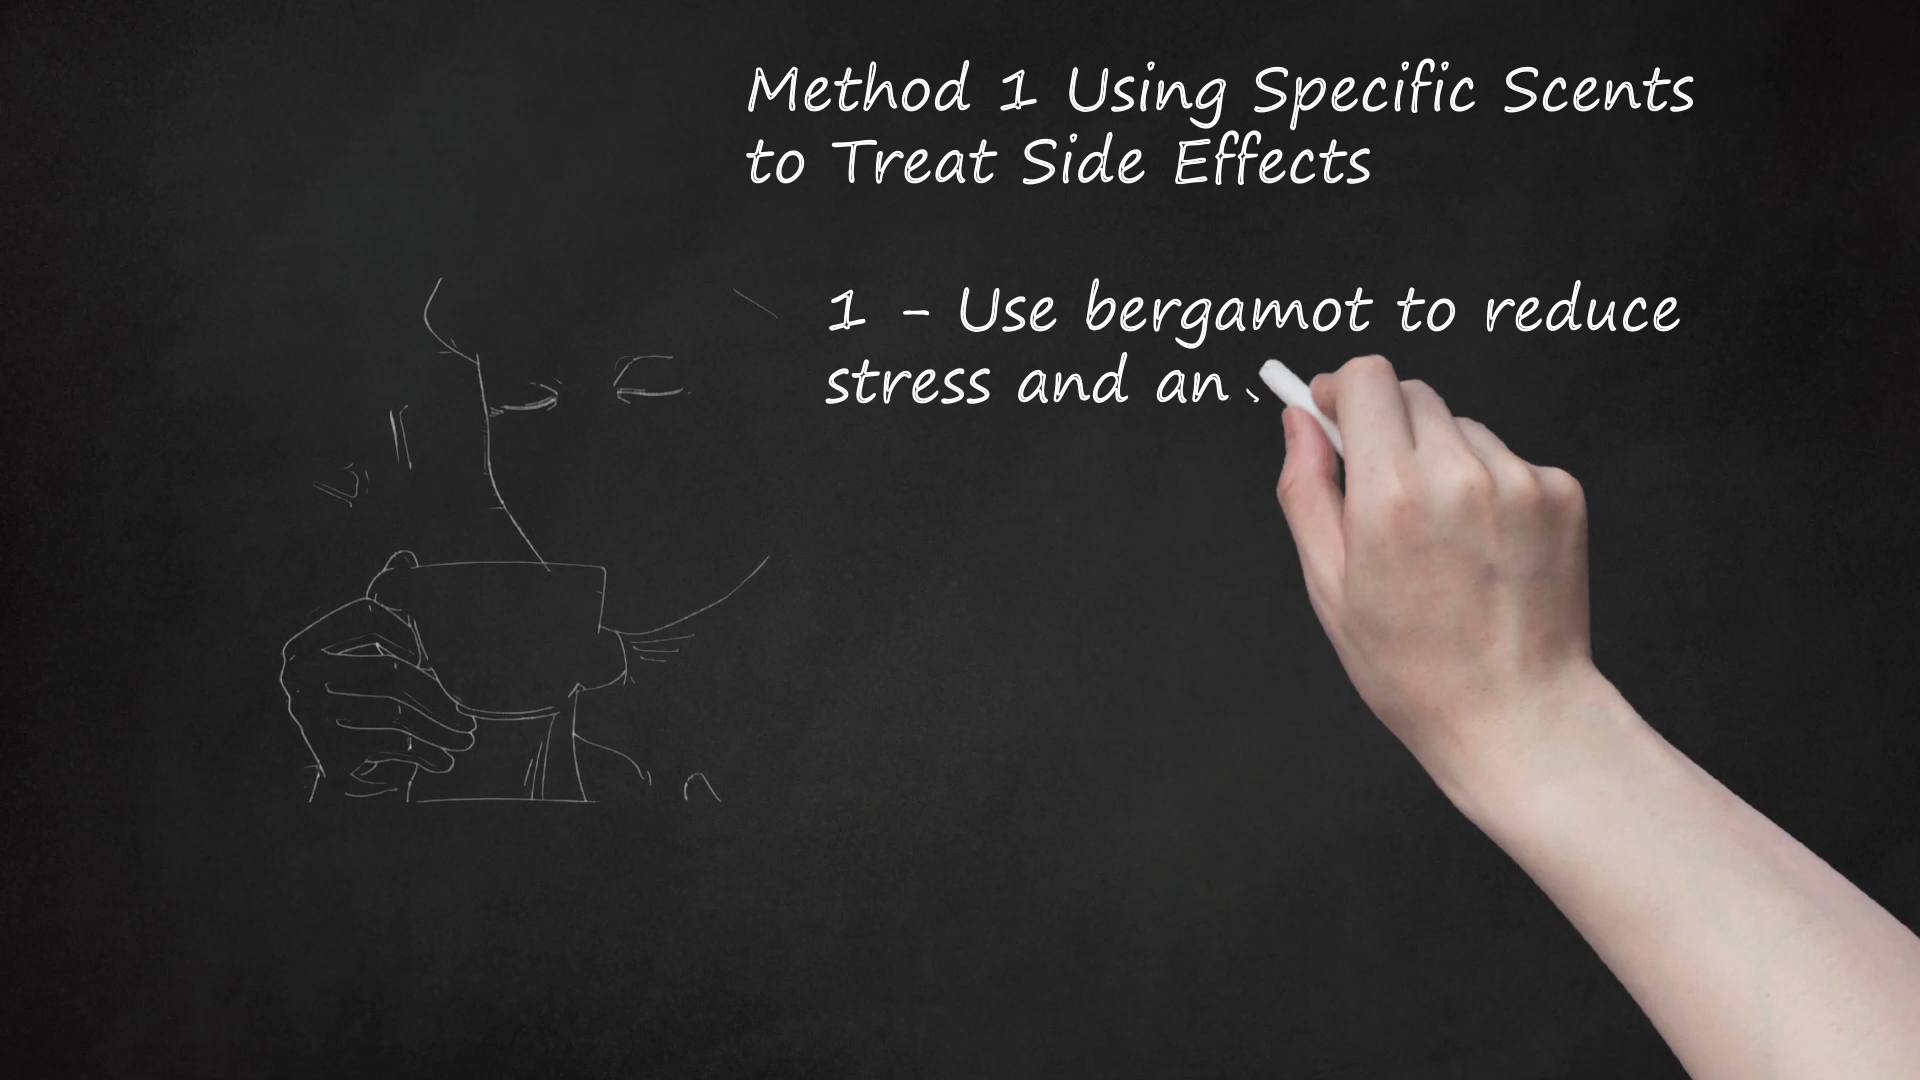 Method 1 Using Specific Scents
to Treat Side Effects
1 - Use bergamot to reduce
stress and an